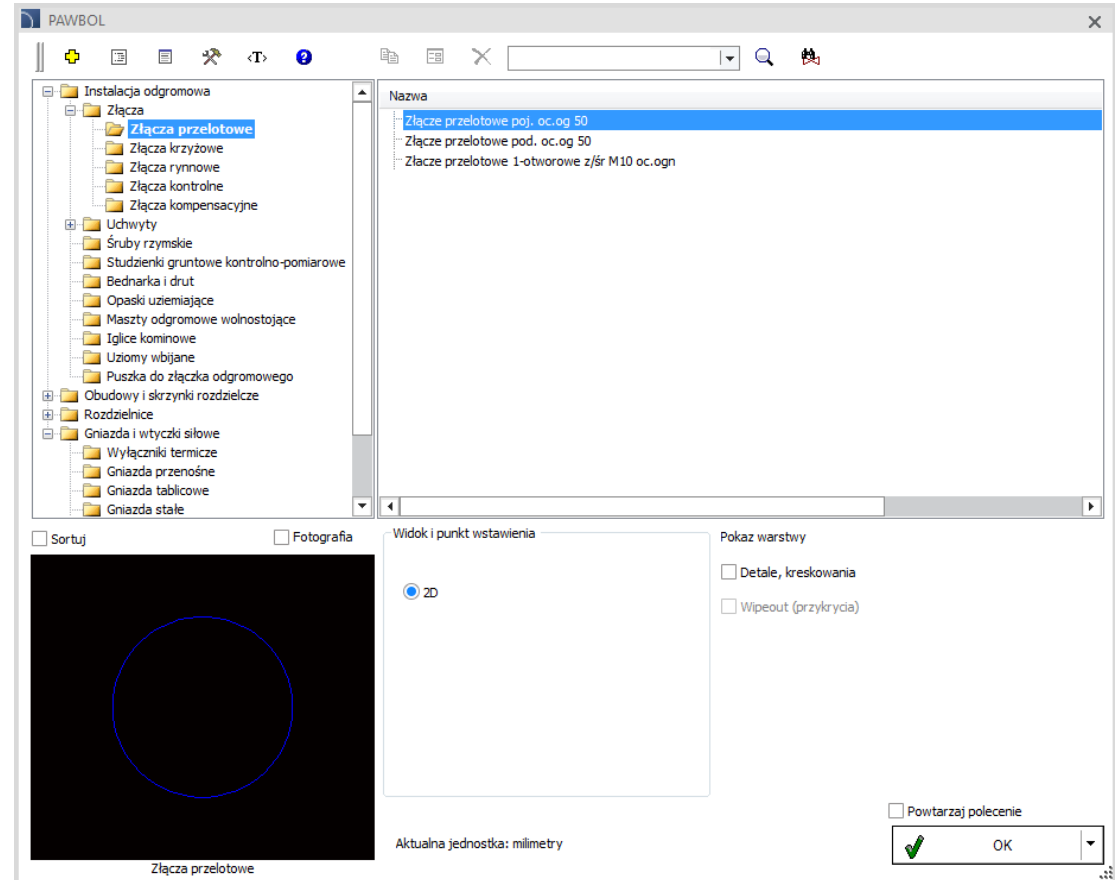 PAWBOL
<T>
Instalacja odgromowa
Złącza
Złącza przelotowe
Złącza krzyżowe
Złącza rynnowe
Złącza kontrolne
Złącza kompensacyjne
Uchwyty
Śruby rzymskie
Studzienki gruntowe kontrolno-pomiarowe
Bednarka i drut
Opaski uziemiające
Maszty odgromowe wolnostojące
Iglice kominowe
Uziomy wbijane
Puszka do złączka odgromowego
Obudowy i skrzynki rozdzielcze
Rozdzielnice
Gniazda i wtyczki siłowe
Wyłączniki termicze
Gniazda przenośne
Gniazda tablicowe
Gniazda stałe
Nazwa
Złącze przelotowe poj. oc.og 50
Złącze przelotowe pod. oc.og 50
Złacze przelotowe 1-otworowe z/śr M10 oc.ogn
Sortuj
Fotografia
Złącza przelotowe
Widok i punkt wstawienia
2D
Aktualna jednostka: milimetry
Pokaz warstwy
Detale, kreskowania
Wipeout (przykrycia)
Powtarzaj polecenie
OK